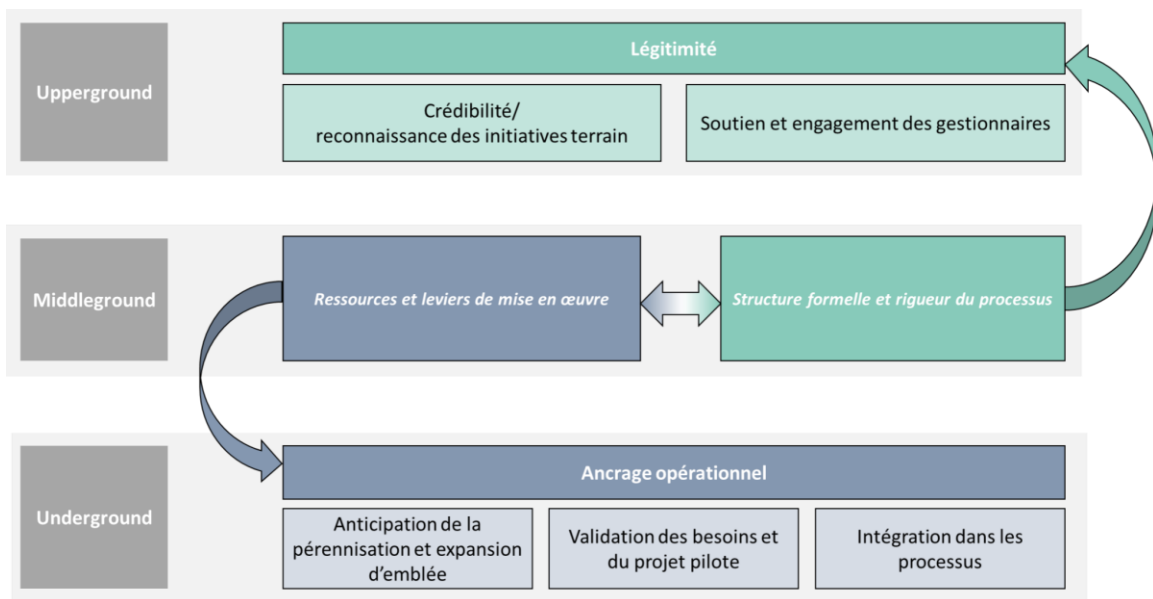 Upperground
Légitimité
Crédibilité/
reconnaissance des initiatives terrain
Soutien et engagement des gestionnaires
Middleground
Ressources et leviers de mise en œuvre
Structure formelle et rigueur du processus
Underground
Ancrage opérationnel
Anticipation de la
pérennisation et expansion
d'emblée
Validation des besoins et
du projet pilote
Intégration dans les
processus